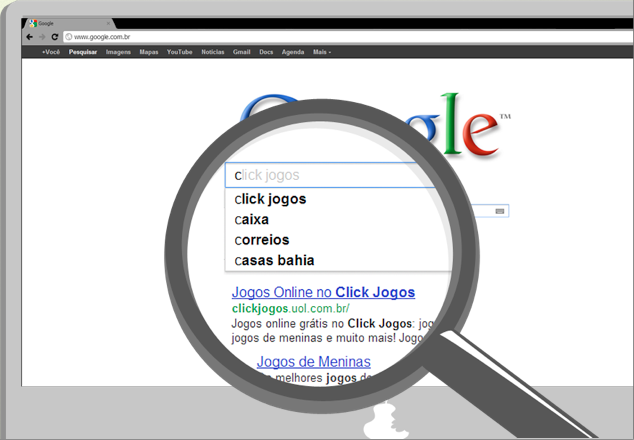 Google
www.google.com.br
+Você Pesquisar Imagens Mapas YouTube Notícias Gmail Docs Agenda Mais
gle™
click jogos
click jogos
caixa
correios
casas bahia
Jogos Online no Click Jogos
clickjogos.uol.com.br/
Jogos online grátis no Click Jogos: jog
jogos de meninas e muito mais! Jogo
Jogos de Meninas
melhores jogos de